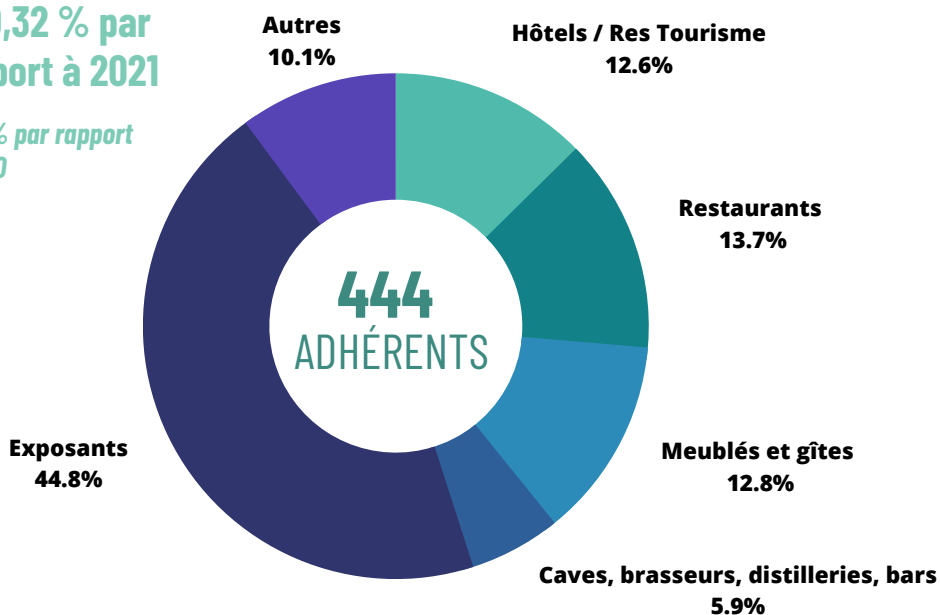 ,32 % par
port à 2021
% par rapport
Autres
10.1%
Hôtels / Res Tourisme
12.6%
Restaurants
13.7%
444
ADHÉRENTS
Exposants
44.8%
Meublés et gîtes
12.8%
Caves, brasseurs, distilleries, bars
5.9%